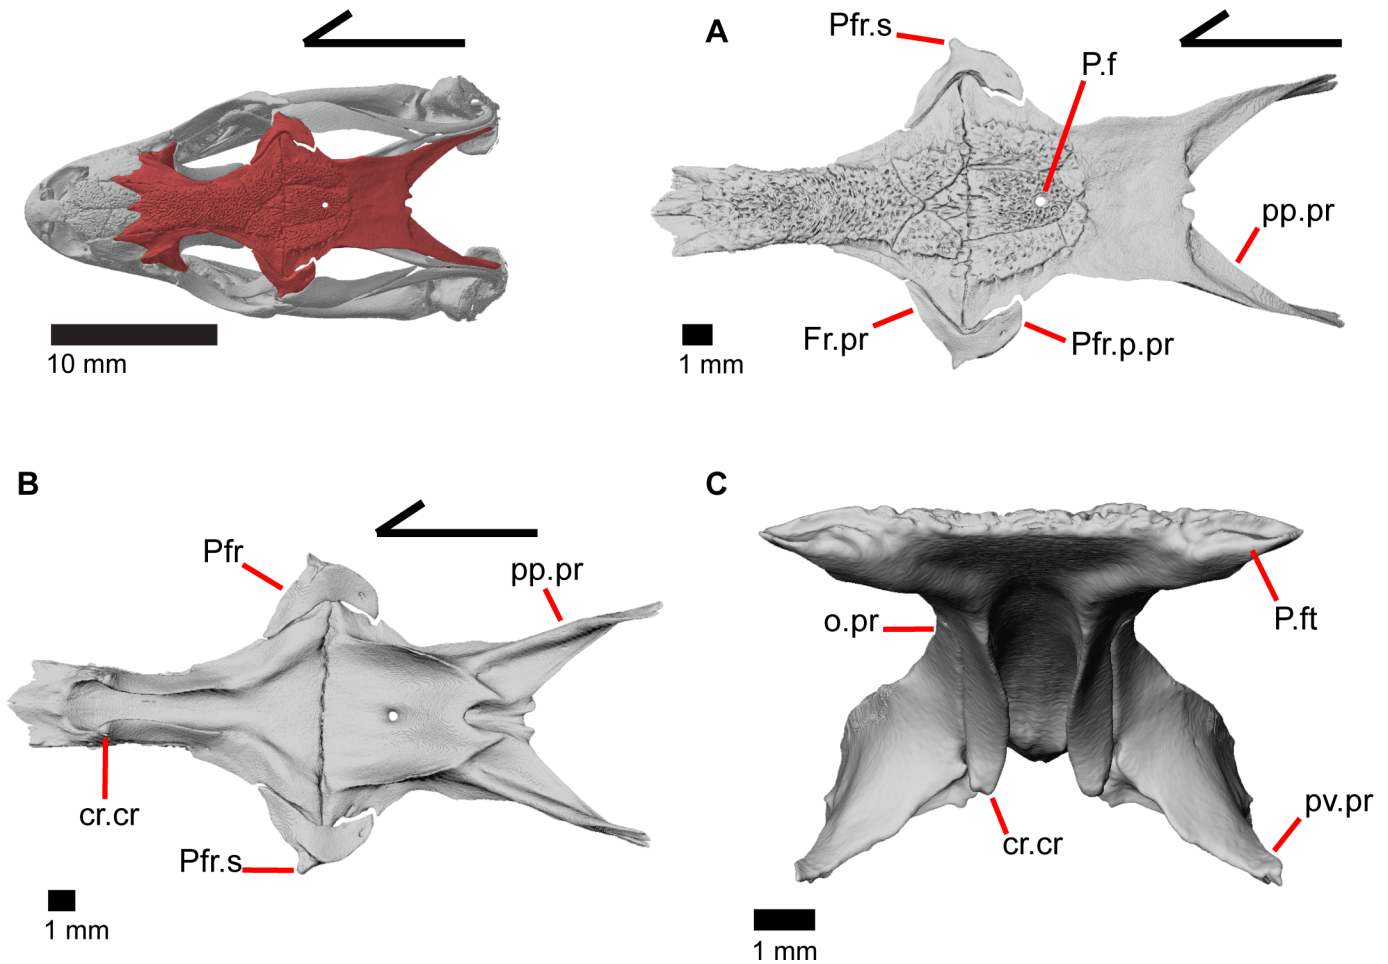 10 mm
A
Pfr.s
P.f
pp.pr
Fr.pr
Pfr.p.pr
1 mm
B
Pfr
pp.pr
cr.cr
Pfr.s
1 mm
C
o.pr
P.ft
cr.cr
pv.pr
1 mm